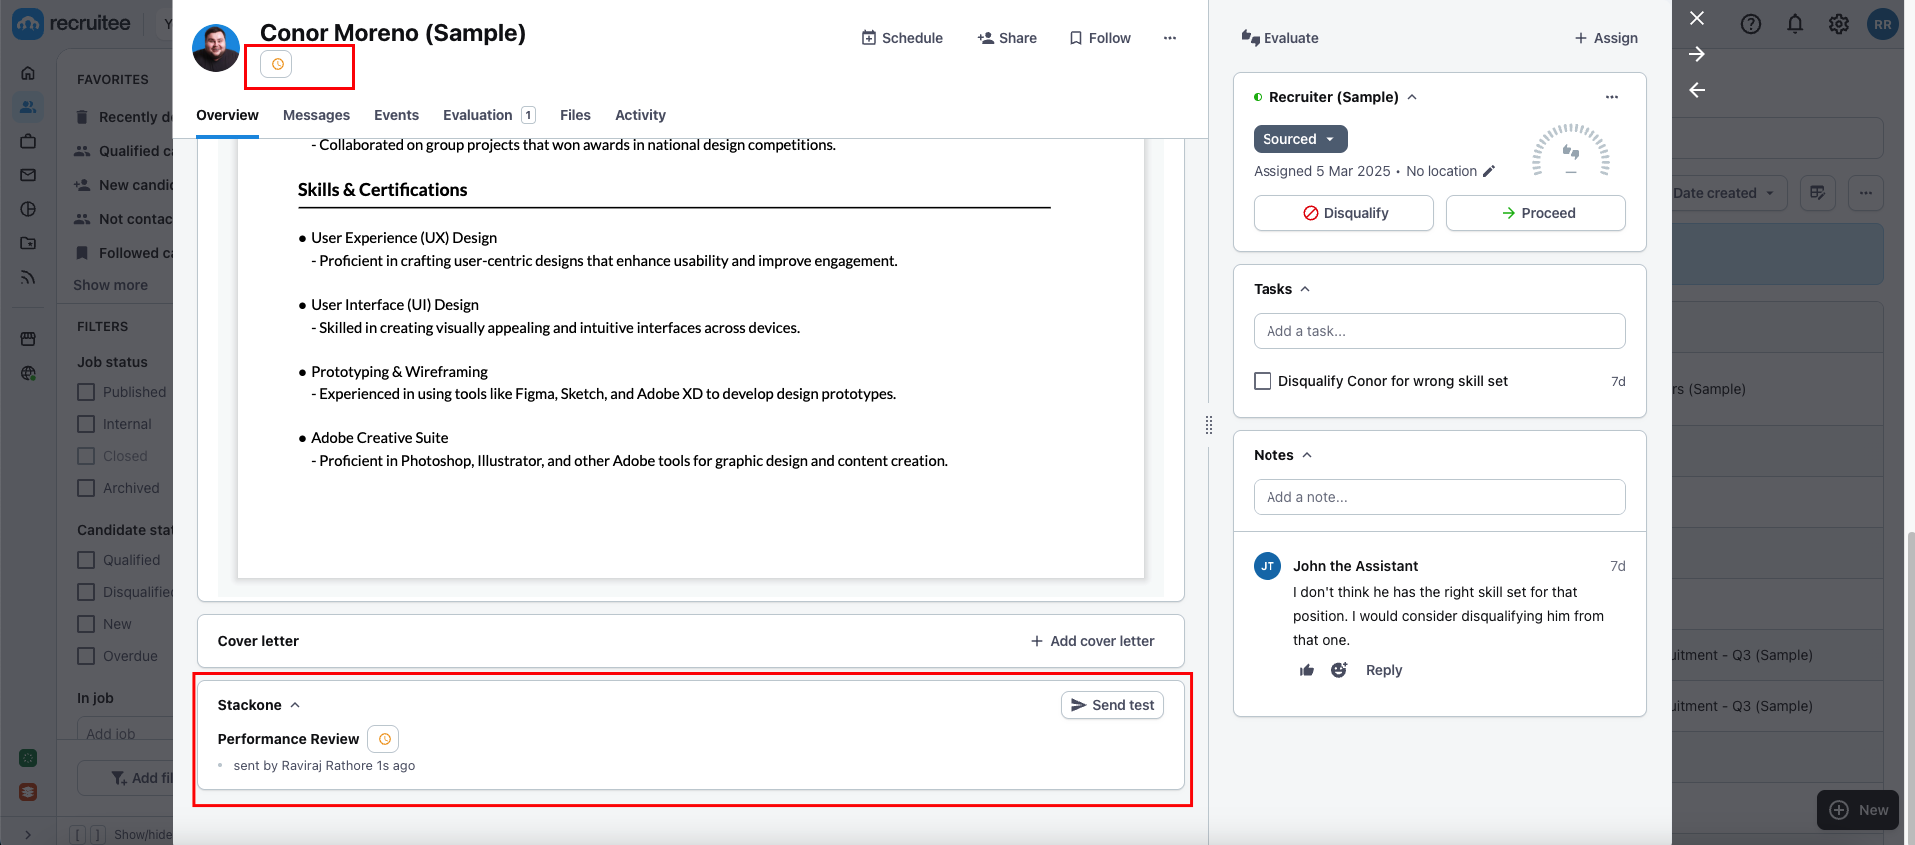 recruitee
Y
RR
FAVORITES
Recently d
Qualified ca
New candid
Not contac
Followed ca
Show more
FILTERS
Job status
Published
Internal
Closed
Archived
Candidate stat
Qualified
Disqualified
New
Overdue
In job
Add job
Add fil
[ ] Show/hide
Conor Moreno (Sample)
Schedule
Share
Follow
Overview
Messages
Events
Evaluation 1
Files
Activity
- Collaborated on group projects that won awards in national design competitions.
Skills & Certifications
● User Experience (UX) Design
- Proficient in crafting user-centric designs that enhance usability and improve engagement.
● User Interface (UI) Design
- Skilled in creating visually appealing and intuitive interfaces across devices.
● Prototyping & Wireframing
- Experienced in using tools like Figma, Sketch, and Adobe XD to develop design prototypes.
● Adobe Creative Suite
- Proficient in Photoshop, Illustrator, and other Adobe tools for graphic design and content creation.
Cover letter
+ Add cover letter
Stackone
Send test
Performance Review
sent by Raviraj Rathore 1s ago
Evaluate
+ Assign
Recruiter (Sample)
Sourced
Assigned 5 Mar 2025 • No location
Disqualify
Proceed
Tasks
Add a task...
Disqualify Conor for wrong skill set 7d
Notes
Add a note...
JT
John the Assistant 7d
I don't think he has the right skill set for that
position. I would consider disqualifying him from
that one.
Reply
Date created
rs (Sample)
uitment - Q3 (Sample)
uitment - Q3 (Sample)
New